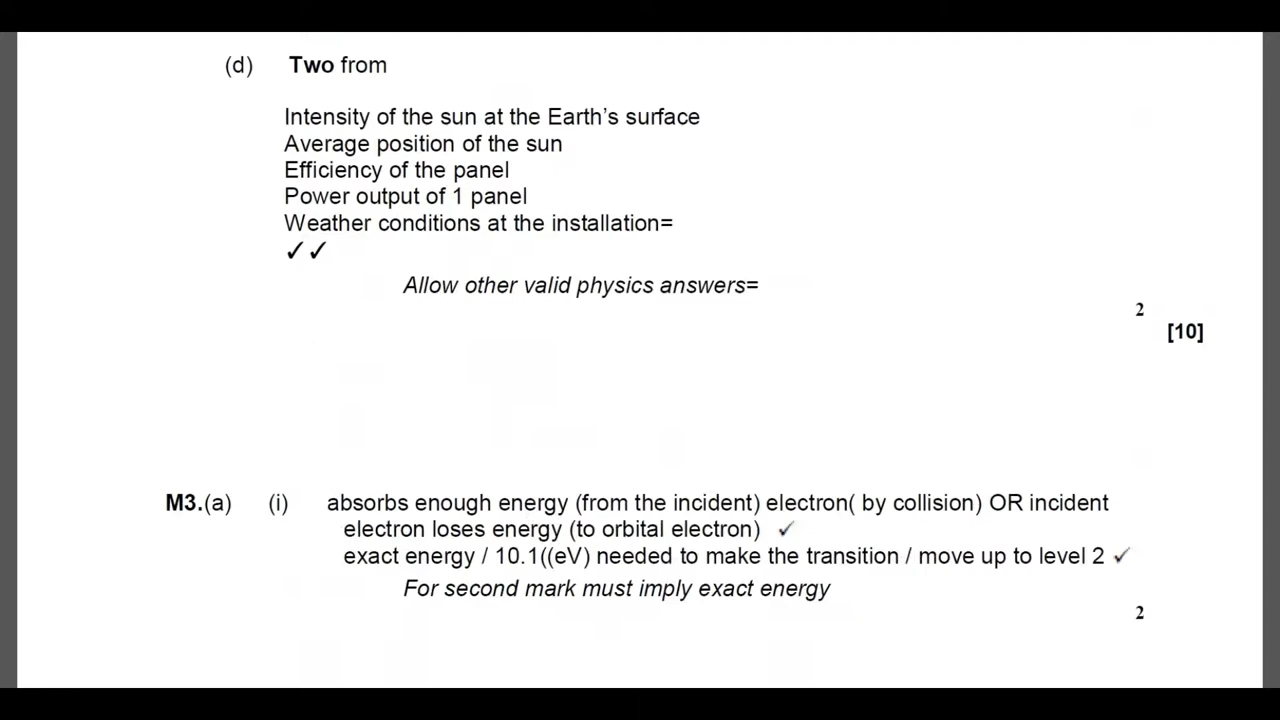 (d) Two from
Intensity of the sun at the Earth's surface
Average position of the sun
Efficiency of the panel
Power output of 1 panel
Weather conditions at the installation=
✓✓
Allow other valid physics answers=
2
[10]
M3.(a) (i) absorbs enough energy (from the incident) electron( by collision) OR incident
electron loses energy (to orbital electron) ✓
exact energy / 10.1((eV) needed to make the transition / move up to level 2 ✓
For second mark must imply exact energy
2